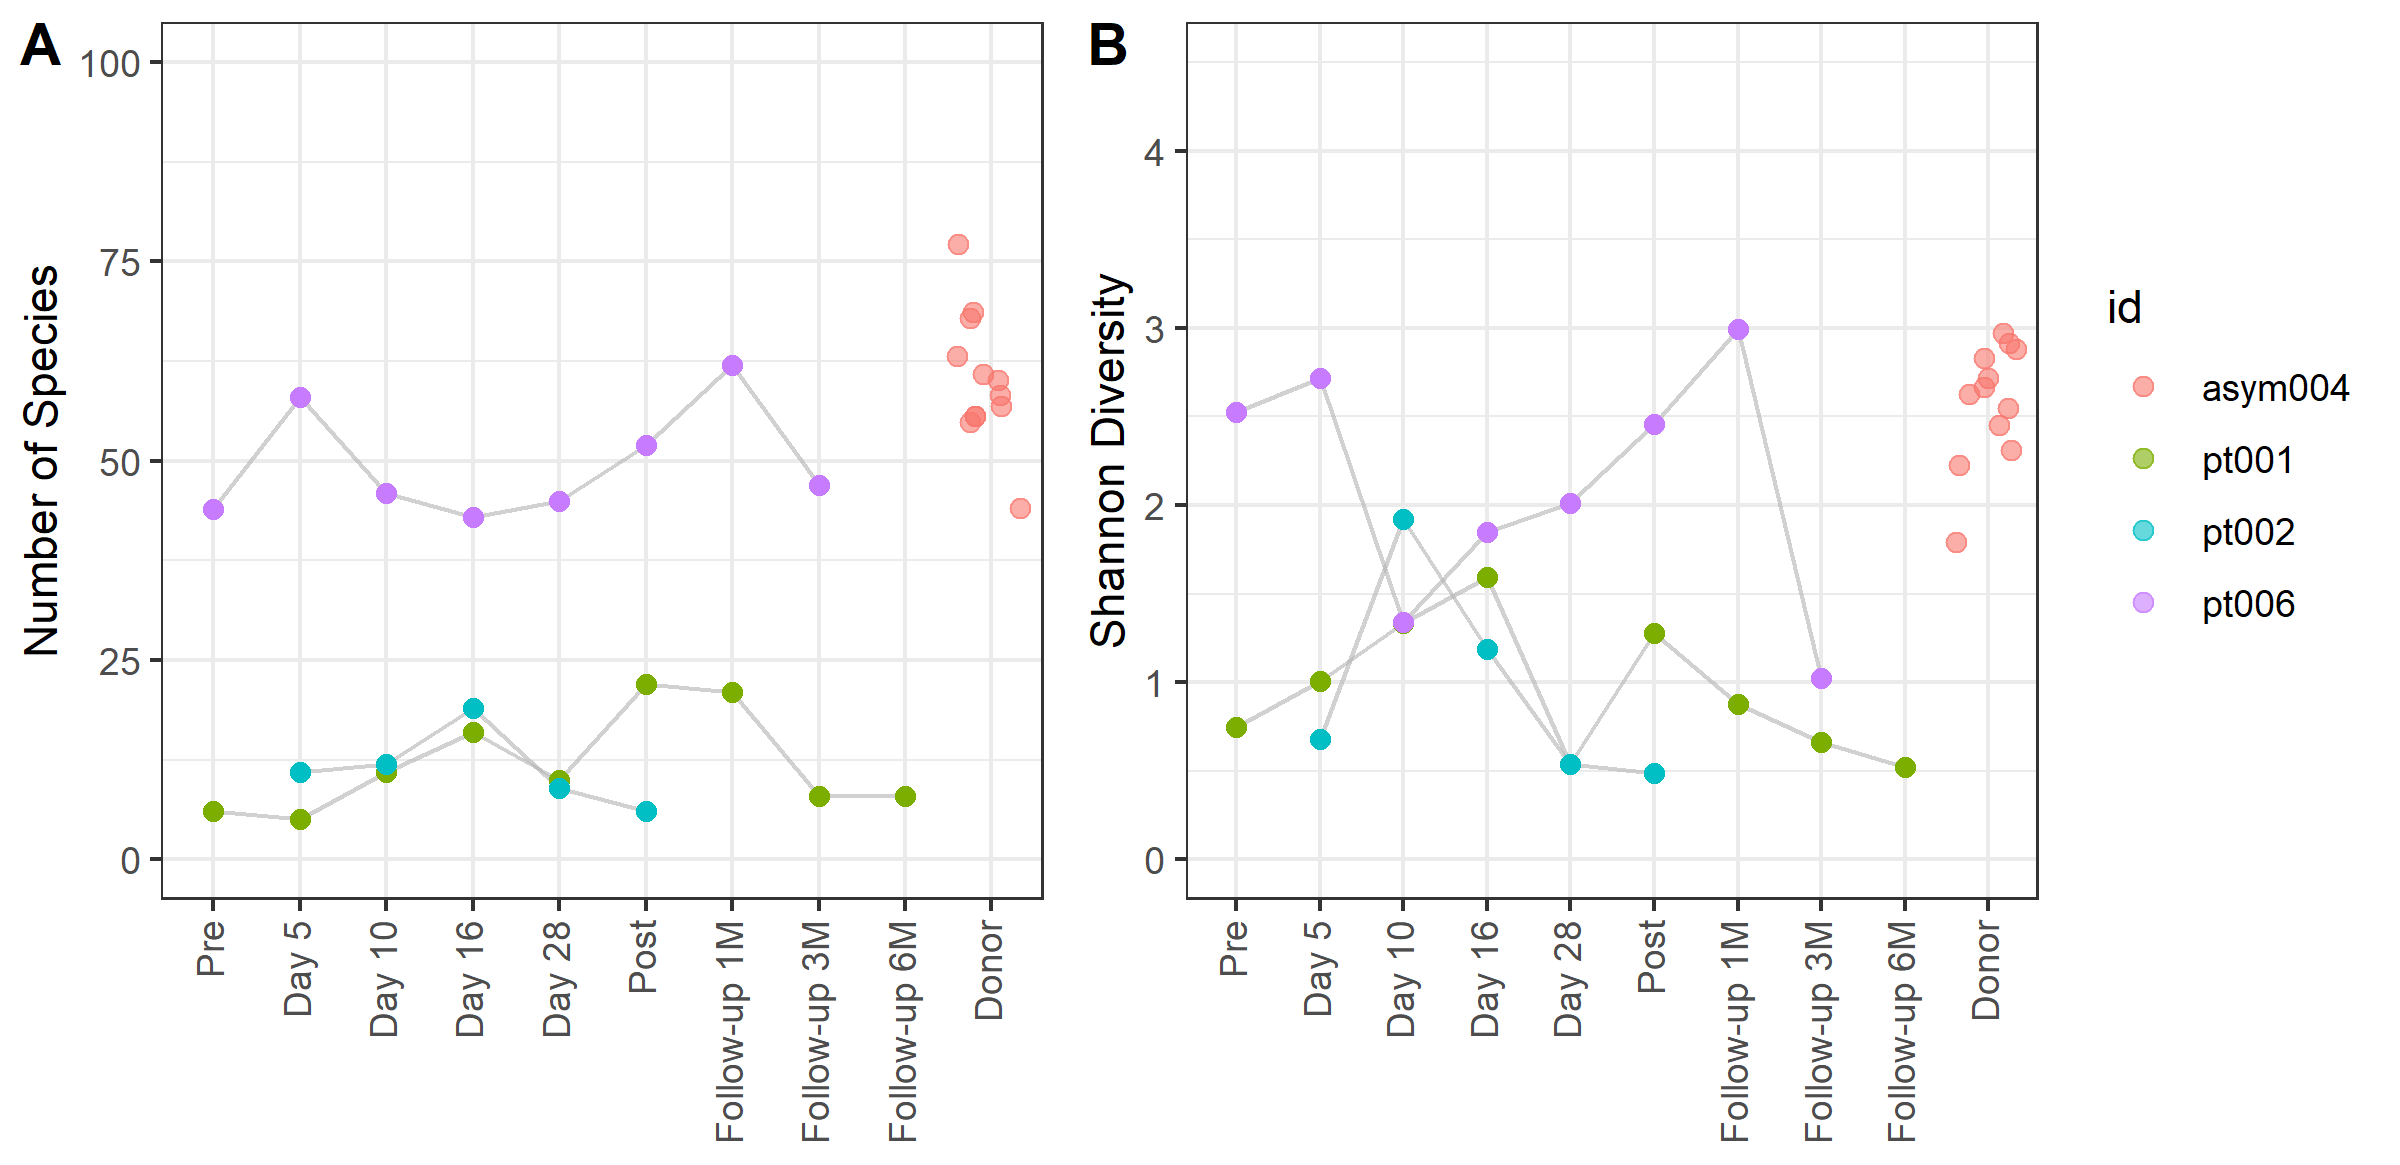 A
Number of Species
100
75
50
25
0
Pre
Day 5
Day 10
Day 16
Day 28
Post
Follow-up 1M
Follow-up 3M
Follow-up 6M
Donor
B
Shannon Diversity
4
3
2
1
0
Pre
Day 5
Day 10
Day 16
Day 28
Post
Follow-up 1M
Follow-up 3M
Follow-up 6M
Donor
id
asym004
pt001
pt002
pt006